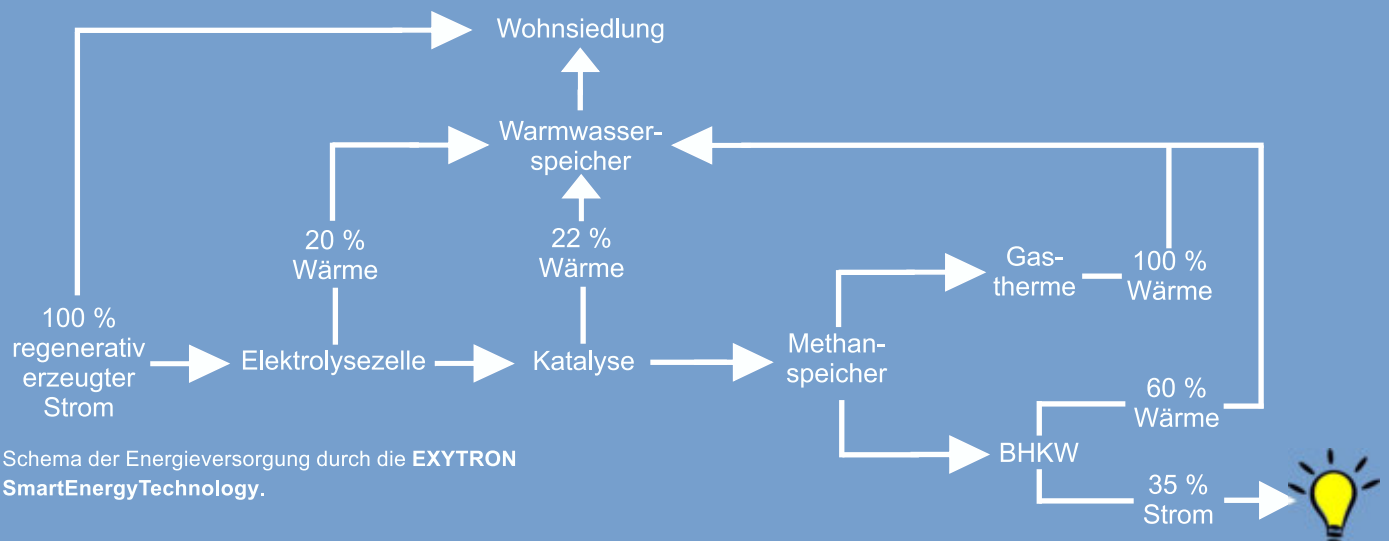 Wohnsiedlung
Warmwasser-
speicher
20 %
Wärme
22 %
Wärme
Gas-
therme
100 %
Wärme
100 %
regenerativ
erzeugter
Strom
Elektrolysezelle
Katalyse
Methan-
speicher
60 %
Wärme
BHKW
35 %
Strom
Schema der Energieversorgung durch die EXYTRON
SmartEnergyTechnology.